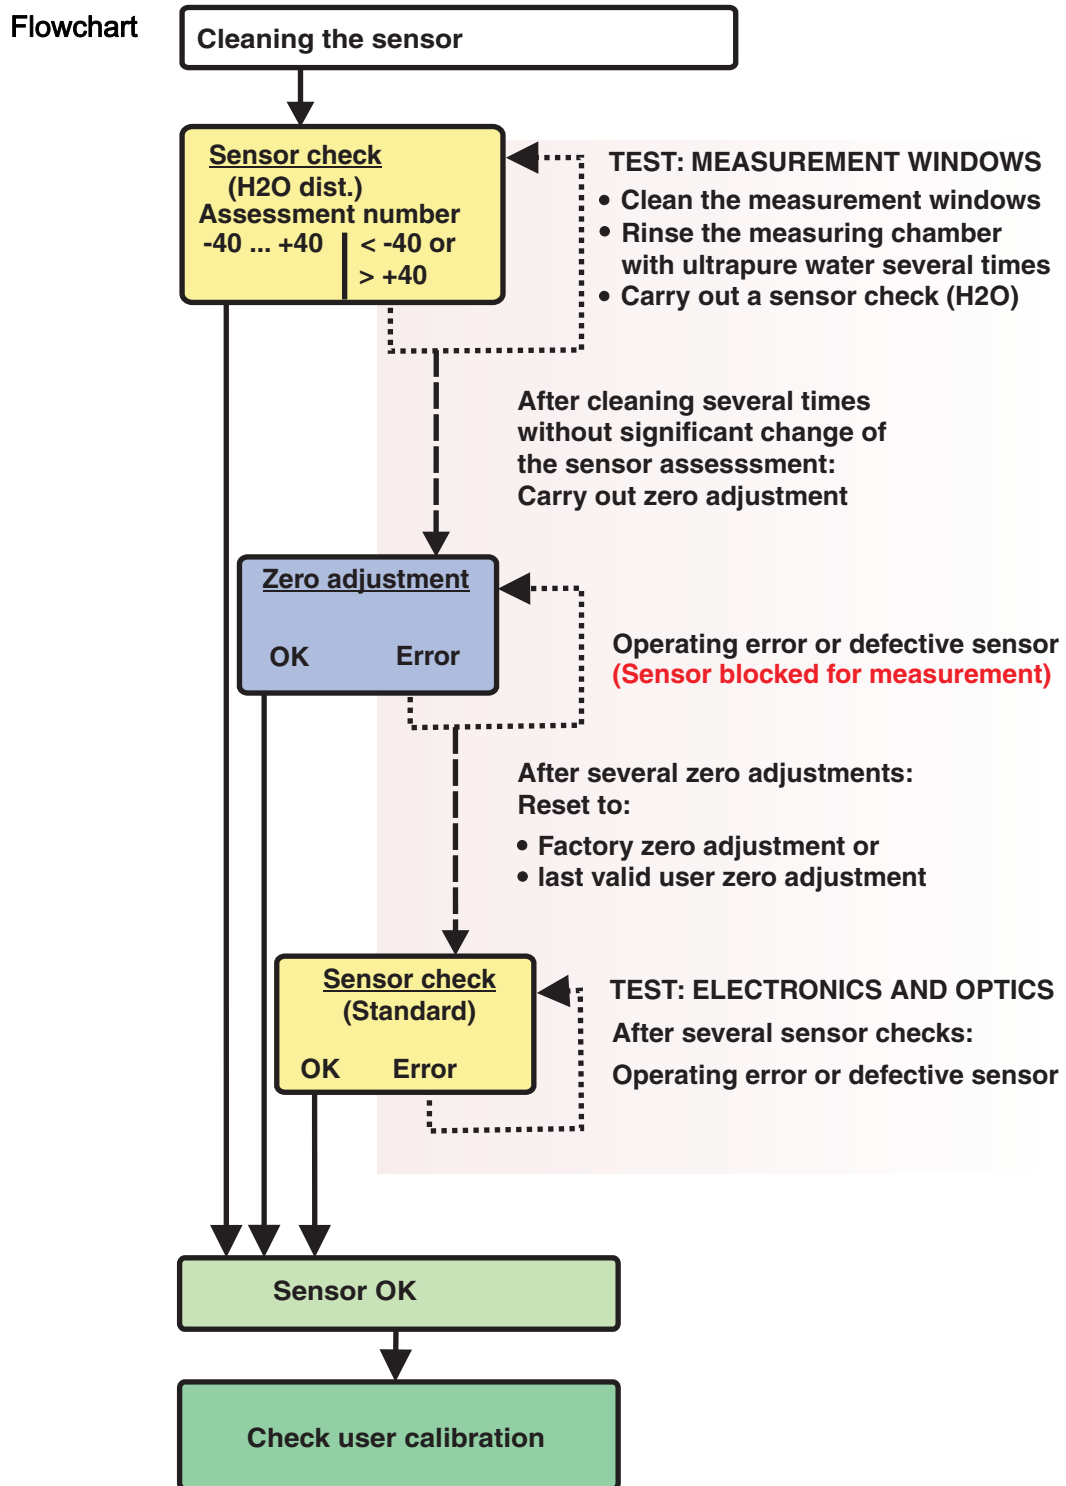 Flowchart
Cleaning the sensor
Sensor check
(H2O dist.)
Assessment number
-40 ... +40 < -40 or
> +40
TEST: MEASUREMENT WINDOWS
• Clean the measurement windows
• Rinse the measuring chamber
with ultrapure water several times
• Carry out a sensor check (H2O)
After cleaning several times
without significant change of
the sensor assesssment:
Carry out zero adjustment
Zero adjustment
OK Error
Operating error or defective sensor
(Sensor blocked for measurement)
After several zero adjustments:
Reset to:
• Factory zero adjustment or
• last valid user zero adjustment
Sensor check
(Standard)
OK Error
TEST: ELECTRONICS AND OPTICS
After several sensor checks:
Operating error or defective sensor
Sensor OK
Check user calibration